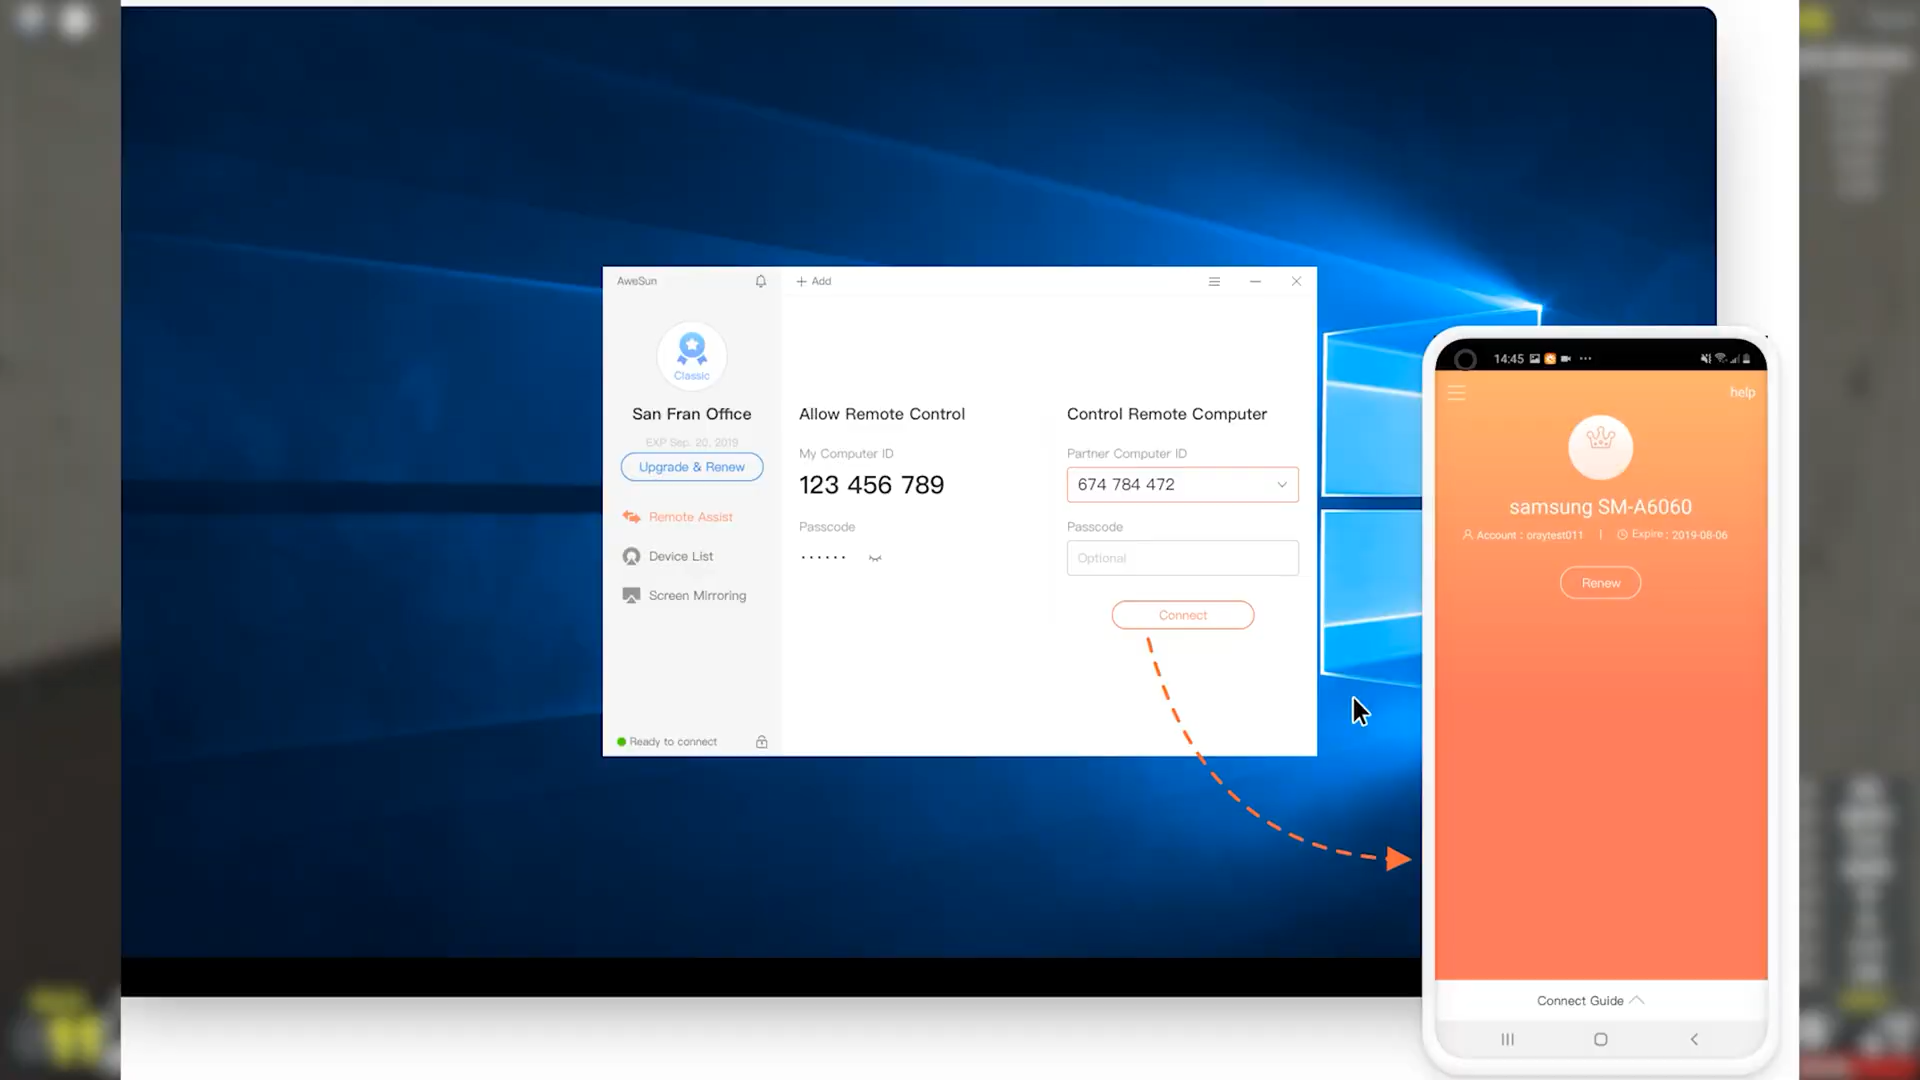 AweSun
+ Add
Classic
San Fran Office
EXP Sep. 20, 2019
Upgrade & Renew
Remote Assist
Device List
Screen Mirroring
Ready to connect
Allow Remote Control
My Computer ID
123 456 789
Passcode
Control Remote Computer
Partner Computer ID
674 784 472
Passcode
Optional
Connect
14:45
help
samsung SM-A6060
Account : oraytest011 | Expire : 2019-08-06
Renew
Connect Guide